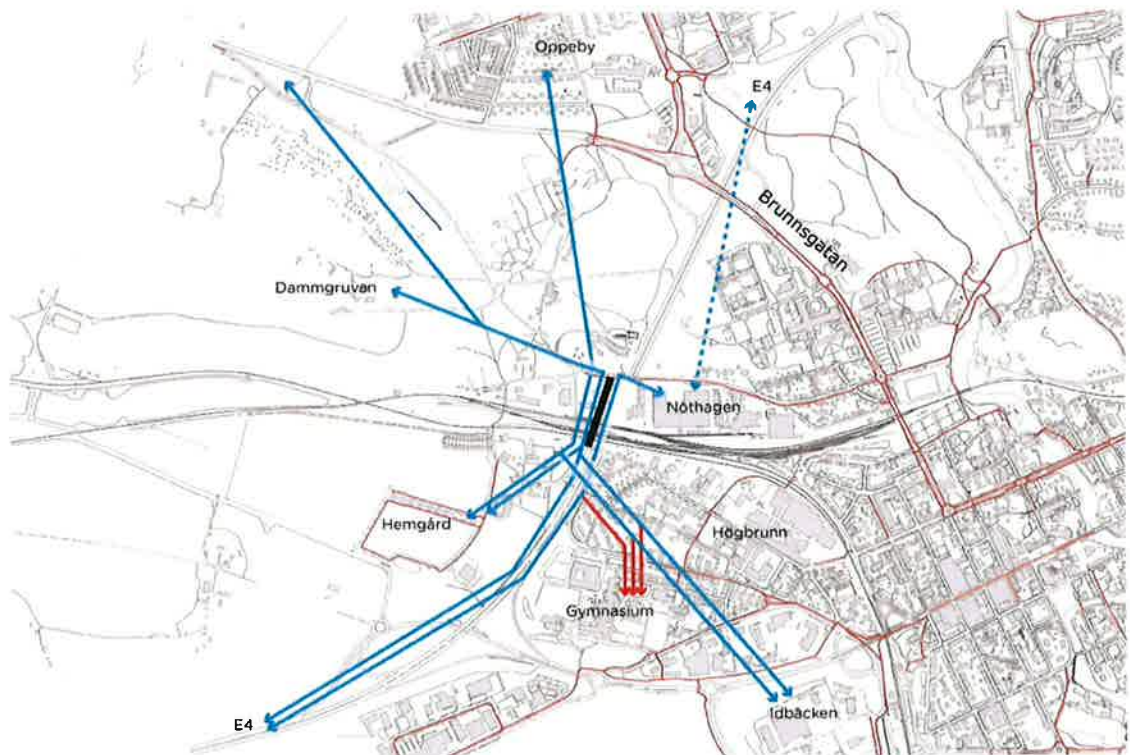 Oppeby
E4
Brunnsgatan
Dammgruvan
Nöthagen
Hemgård
Högbrunn
Gymnasium
Idbäcken
E4